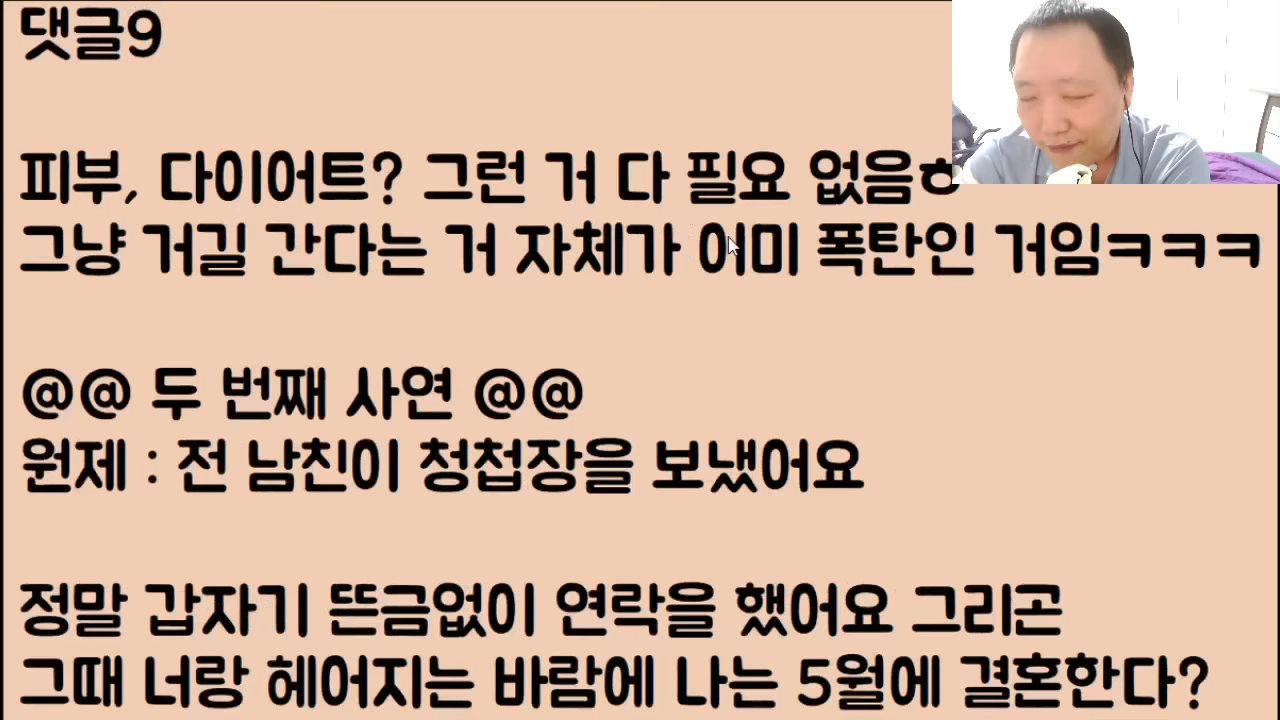 댓글9
피부, 다이어트? 그런 거 다 필요 없음ㅎ
그냥 거길 간다는 거 자체가 어미 폭탄인 거임ㅋㅋㅋ
@@ 두 번째 사연 @@
원제 : 전 남친이 청첩장을 보냈어요
정말 갑자기 뜬금없이 연락을 했어요 그리곤
그때 너랑 헤어지는 바람에 나는 5월에 결혼한다?